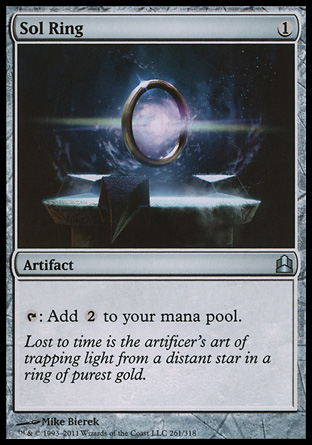 Sol Ring 1
Artifact
: Add 2 to your mana pool.
Lost to time is the artificer's art of
trapping light from a distant star in a
ring of purest gold.
Mike Bierek
™ & © 1993–2011 Wizards of the Coast LLC 261/318